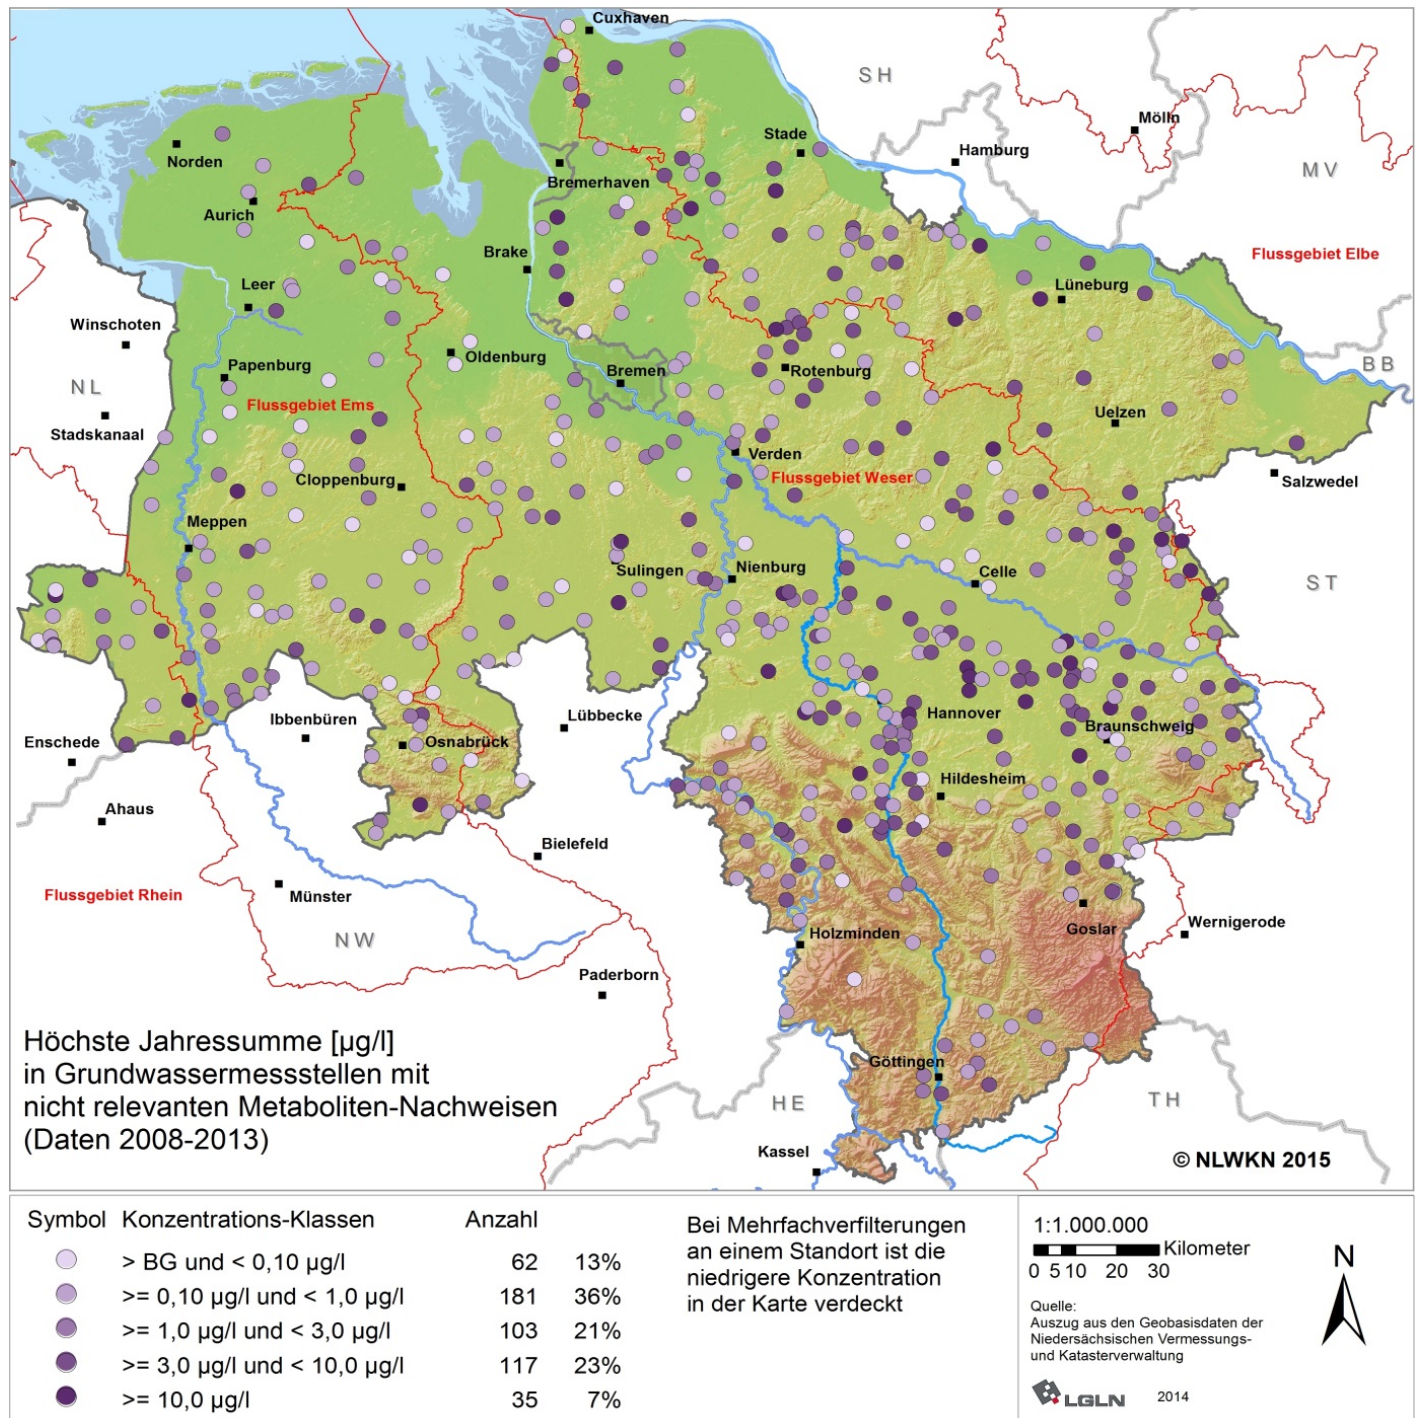 Cuxhaven
SH
Mölln
Stade
Hamburg
Norden
Bremerhaven
MV
Aurich
Brake
Flussgebiet Elbe
Leer
Lüneburg
Winschoten
Oldenburg
Papenburg
Bremen
Rotenburg
BB
NL
Flussgebiet Ems
Uelzen
Stadskanaal
Verden
Cloppenburg
Flussgebiet Weser
Salzwedel
Meppen
Sulingen
Nienburg
Celle
ST
Hannover
Ibbenbüren
Lübbecke
Braunschweig
Enschede
Osnabrück
Hildesheim
Ahaus
Bielefeld
Flussgebiet Rhein
Münster
Goslar
Wernigerode
NW
Holzminden
Paderborn
Höchste Jahressumme [µg/l]
in Grundwassermessstellen mit
nicht relevanten Metaboliten-Nachweisen
(Daten 2008-2013)
Göttingen
HE
TH
Kassel
© NLWKN 2015
Symbol Konzentrations-Klassen Anzahl
> BG und < 0,10 µg/l 62 13%
>= 0,10 µg/l und < 1,0 µg/l 181 36%
>= 1,0 µg/l und < 3,0 µg/l 103 21%
>= 3,0 µg/l und < 10,0 µg/l 117 23%
>= 10,0 µg/l 35 7%
Bei Mehrfachverfilterungen
an einem Standort ist die
niedrigere Konzentration
in der Karte verdeckt
1:1.000.000
Kilometer
0 5 10 20 30
N
Quelle:
Auszug aus den Geobasisdaten der
Niedersächsischen Vermessungs-
und Katasterverwaltung
LGLN 2014